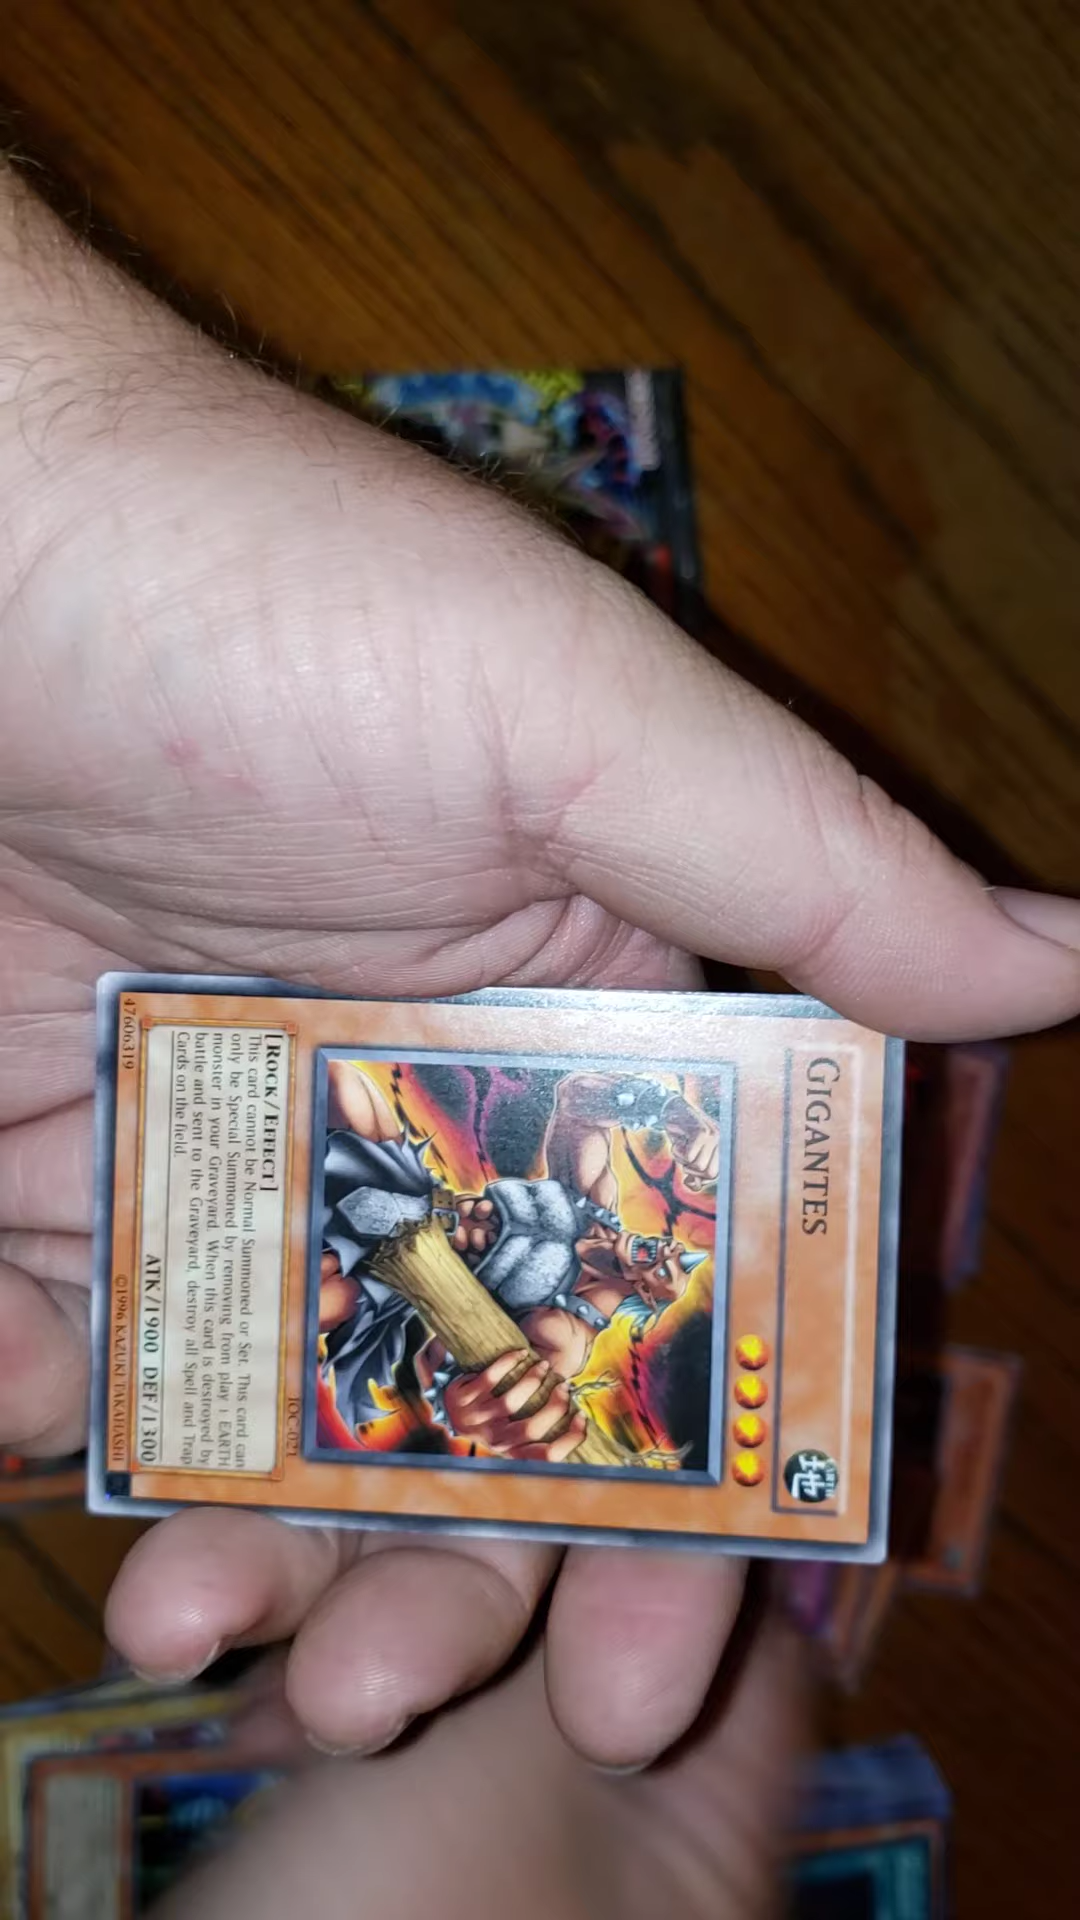 GIGANTES
EARTH
地
IOC-021
[ROCK/EFFECT]
This card cannot be Normal Summoned or Set. This card can
only be Special Summoned by removing from play 1 EARTH
monster in your Graveyard. When this card is destroyed by
battle and sent to the Graveyard, destroy all Spell and Trap
Cards on the field.
ATK/1900 DEF/1300
47606319
©1996 KAZUKI TAKAHASHI